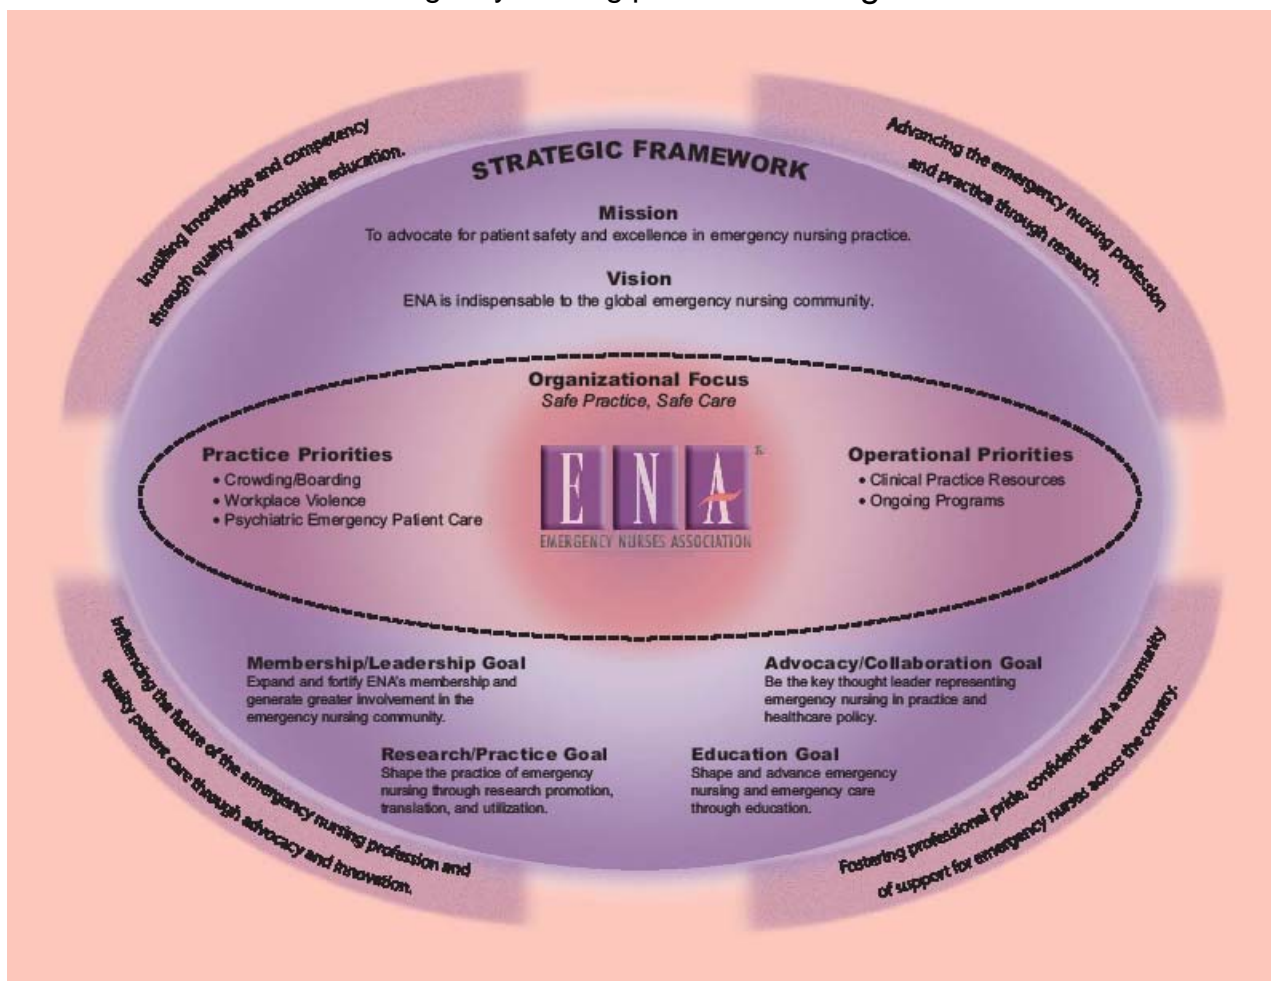 Instilling knowledge and competency
through quality and accessible education.
Advancing the emergency nursing profession
and practice through research.
STRATEGIC FRAMEWORK
Mission
To advocate for patient safety and excellence in emergency nursing practice.
Vision
ENA is indispensable to the global emergency nursing community.
Organizational Focus
Safe Practice, Safe Care
Practice Priorities
• Crowding/Boarding
• Workplace Violence
• Psychiatric Emergency Patient Care
ENA
EMERGENCY NURSES ASSOCIATION
Operational Priorities
• Clinical Practice Resources
• Ongoing Programs
Membership/Leadership Goal
Expand and fortify ENA's membership and
generate greater involvement in the
emergency nursing community.
Advocacy/Collaboration Goal
Be the key thought leader representing
emergency nursing in practice and
healthcare policy.
Research/Practice Goal
Shape the practice of emergency
nursing through research promotion,
translation, and utilization.
Education Goal
Shape and advance emergency
nursing and emergency care
through education.
Influencing the future of the emergency nursing profession and
quality patient care through advocacy and innovation.
Fostering professional pride, confidence and a community
of support for emergency nurses across the country.